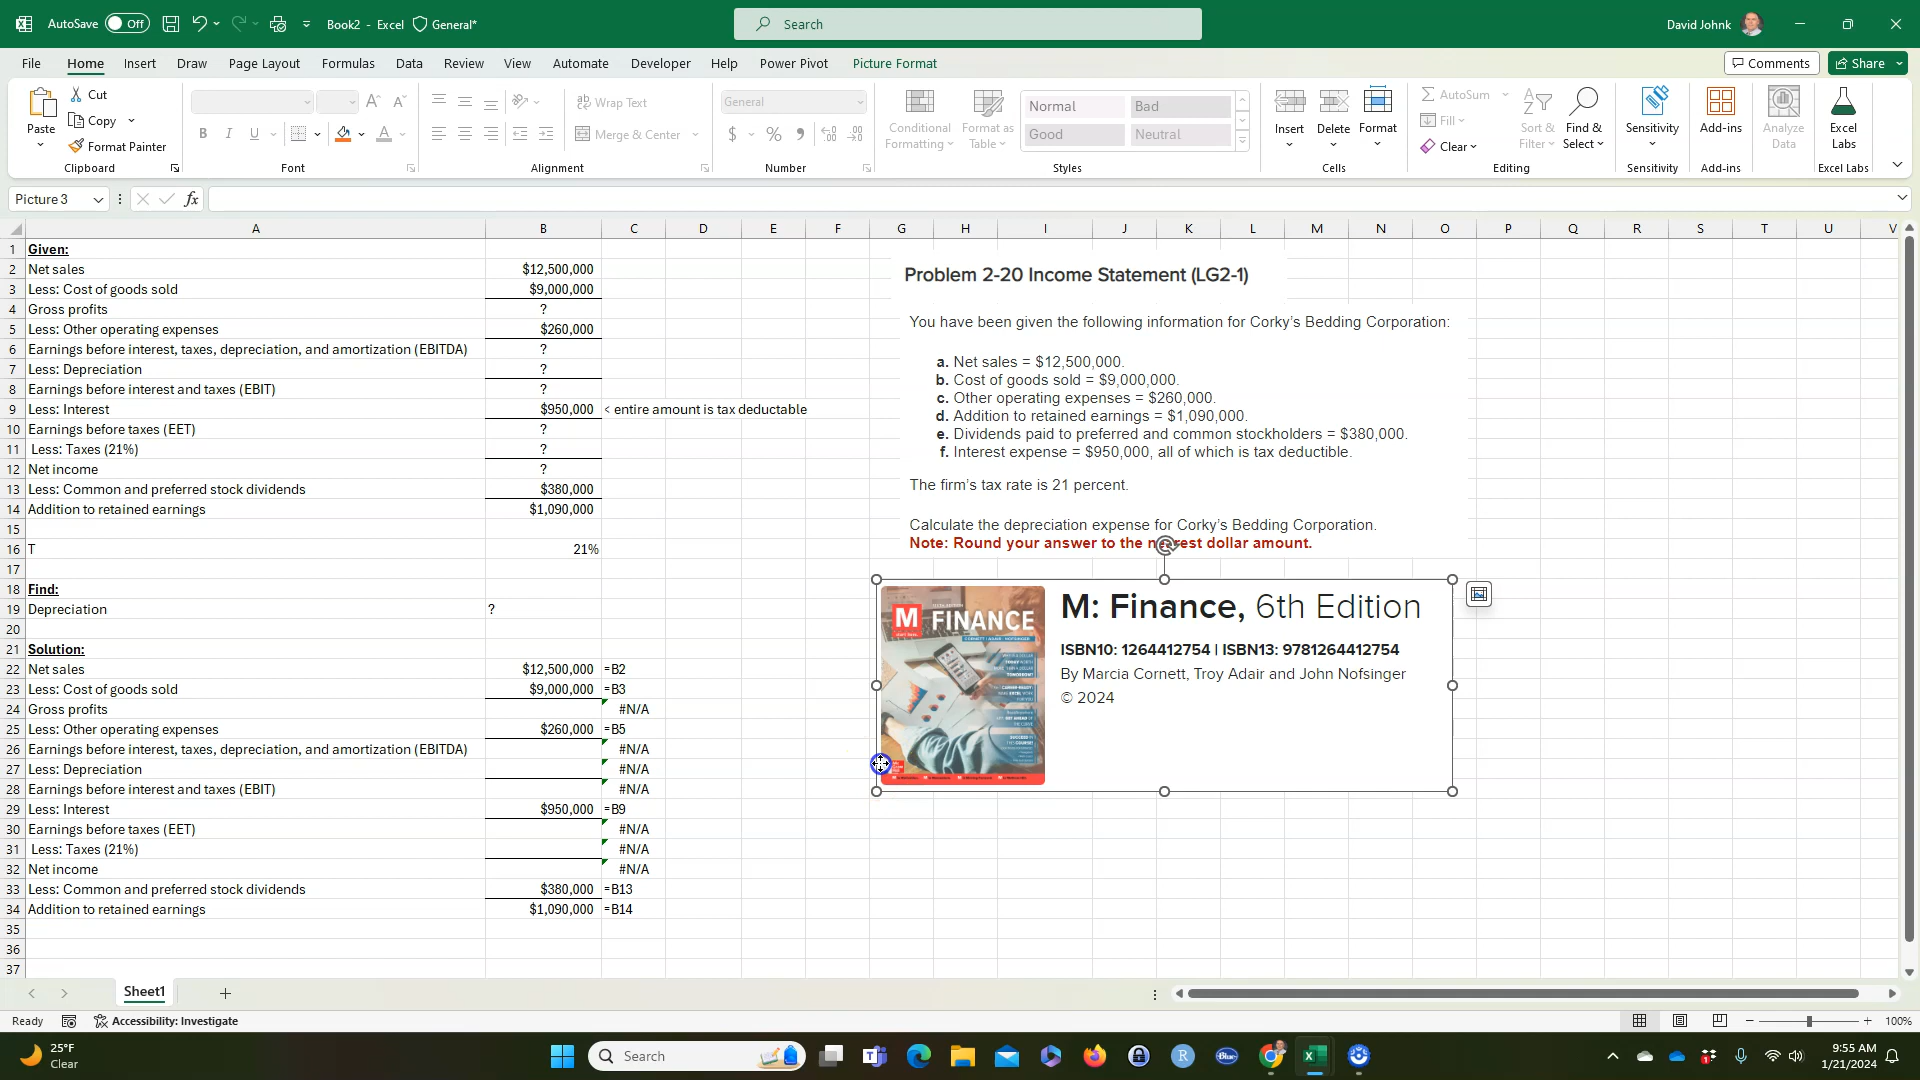 AutoSave Off Book2 - Excel General* Search David Johnk
File Home Insert Draw Page Layout Formulas Data Review View Automate Developer Help Power Pivot Picture Format Comments Share
Paste Cut Copy Format Painter Clipboard
Font
Wrap Text Merge & Center Alignment
General $ % Number
Conditional Formatting Format as Table Normal Bad Good Neutral Styles
Insert Delete Format Cells
AutoSum Fill Clear Sort & Filter Find & Select Editing
Sensitivity Sensitivity
Add-ins Add-ins
Analyze Data
Excel Labs Excel Labs
Picture 3 fx
A B C D E F G H I J K L M N O P Q R S T U V
1 Given:
2 Net sales $12,500,000
3 Less: Cost of goods sold $9,000,000
4 Gross profits ?
5 Less: Other operating expenses $260,000
6 Earnings before interest, taxes, depreciation, and amortization (EBITDA) ?
7 Less: Depreciation ?
8 Earnings before interest and taxes (EBIT) ?
9 Less: Interest $950,000 < entire amount is tax deductable
10 Earnings before taxes (EET) ?
11 Less: Taxes (21%) ?
12 Net income ?
13 Less: Common and preferred stock dividends $380,000
14 Addition to retained earnings $1,090,000
15
16 T 21%
17
18 Find:
19 Depreciation ?
20
21 Solution:
22 Net sales $12,500,000 =B2
23 Less: Cost of goods sold $9,000,000 =B3
24 Gross profits #N/A
25 Less: Other operating expenses $260,000 =B5
26 Earnings before interest, taxes, depreciation, and amortization (EBITDA) #N/A
27 Less: Depreciation #N/A
28 Earnings before interest and taxes (EBIT) #N/A
29 Less: Interest $950,000 =B9
30 Earnings before taxes (EET) #N/A
31 Less: Taxes (21%) #N/A
32 Net income #N/A
33 Less: Common and preferred stock dividends $380,000 =B13
34 Addition to retained earnings $1,090,000 =B14
35
36
37
Problem 2-20 Income Statement (LG2-1)
You have been given the following information for Corky's Bedding Corporation:
a. Net sales = $12,500,000.
b. Cost of goods sold = $9,000,000.
c. Other operating expenses = $260,000.
d. Addition to retained earnings = $1,090,000.
e. Dividends paid to preferred and common stockholders = $380,000.
f. Interest expense = $950,000, all of which is tax deductible.
The firm's tax rate is 21 percent.
Calculate the depreciation expense for Corky's Bedding Corporation.
Note: Round your answer to the nearest dollar amount.
M FINANCE
M: Finance, 6th Edition
ISBN10: 1264412754 | ISBN13: 9781264412754
By Marcia Cornett, Troy Adair and John Nofsinger
© 2024
Sheet1
Ready Accessibility: Investigate 100%
25°F
Clear
Search
9:55 AM
1/21/2024